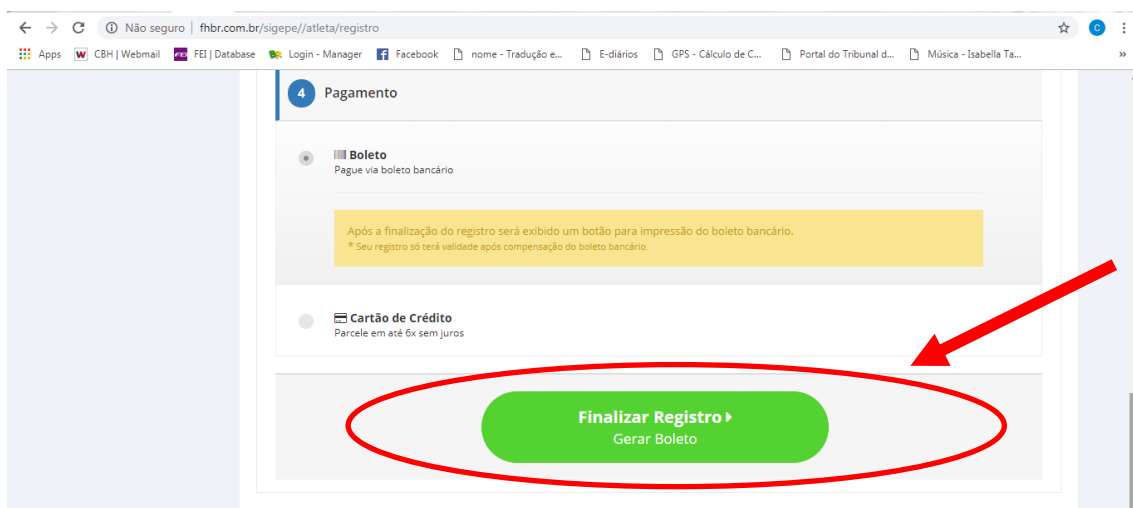 Não seguro | fhbr.com.br/sigepe//atleta/registro
C
Apps W CBH | Webmail FEI FEI | Database Login - Manager Facebook nome - Tradução e... E-diários GPS - Cálculo de C... Portal do Tribunal d... Música - Isabella Ta... »
4 Pagamento
Boleto
Pague via boleto bancário
Após a finalização do registro será exibido um botão para impressão do boleto bancário.
* Seu registro só terá validade após compensação do boleto bancário.
Cartão de Crédito
Parcele em até 6x sem juros
Finalizar Registro
Gerar Boleto